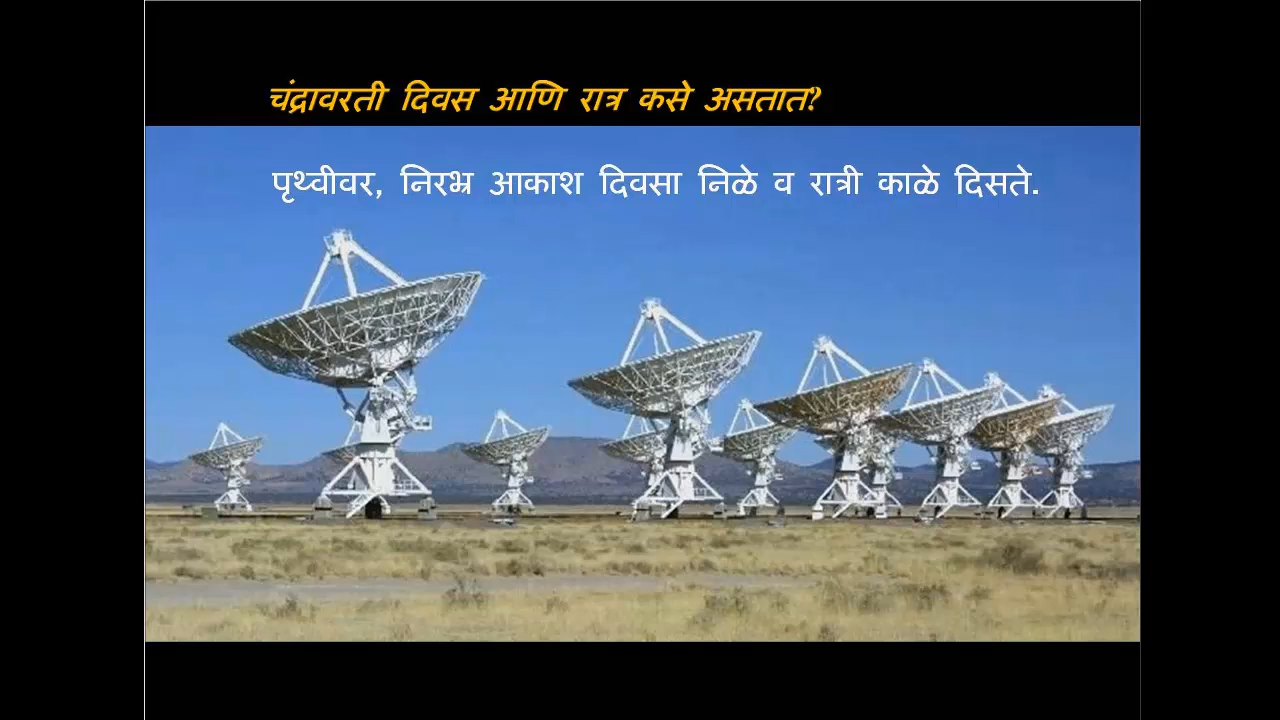 चंद्रावरती दिवस आणि रात्र कसे असतात?
पृथ्वीवर, निरभ्र आकाश दिवसा निळे व रात्री काळे दिसते.